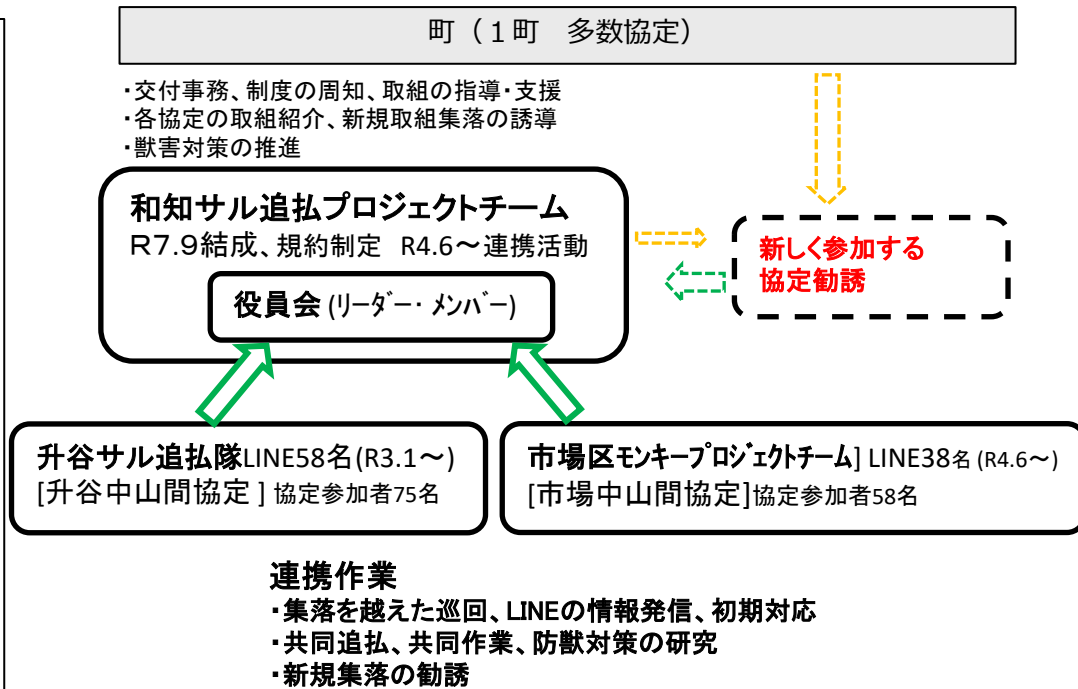 町（１町　多数協定）
・交付事務、制度の周知、取組の指導・支援
・各協定の取組紹介、新規取組集落の誘導
・獣害対策の推進
和知サル追払プロジェクトチーム
Ｒ7.9結成、規約制定　R4.6～連携活動
役員会(ﾘｰﾀﾞｰ・ﾒﾝﾊﾞｰ)
新しく参加する
協定勧誘
升谷サル追払隊LINE58名(R3.1～)
[升谷中山間協定 ] 協定参加者75名
市場区ﾓﾝｷｰﾌﾟﾛｼﾞｪｸﾄﾁｰﾑ] LINE38名 (R4.6～)
[市場中山間協定]協定参加者58名
連携作業
・集落を越えた巡回、LINEの情報発信、初期対応
・共同追払、共同作業、防獣対策の研究
・新規集落の勧誘